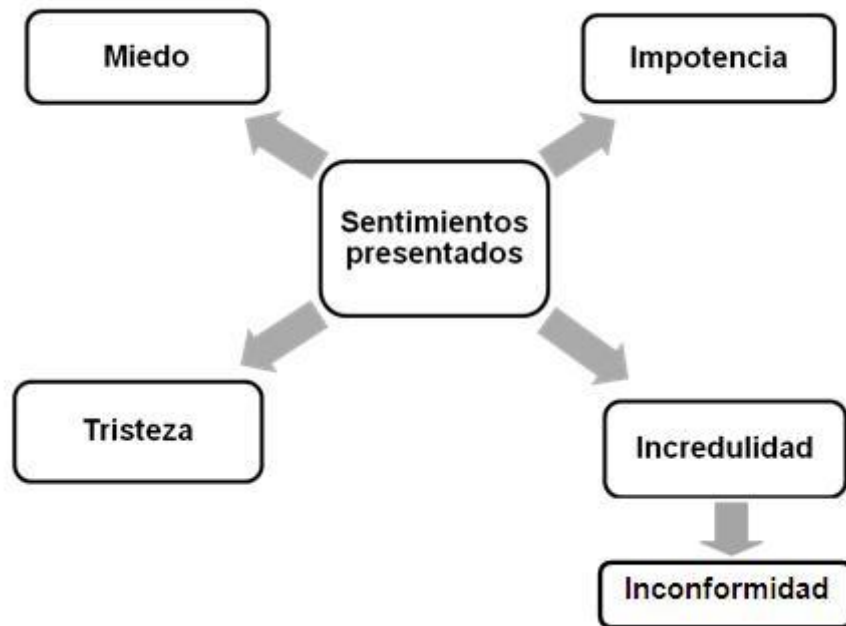 Miedo
Impotencia
Sentimientos
presentados
Tristeza
Incredulidad
Inconformidad